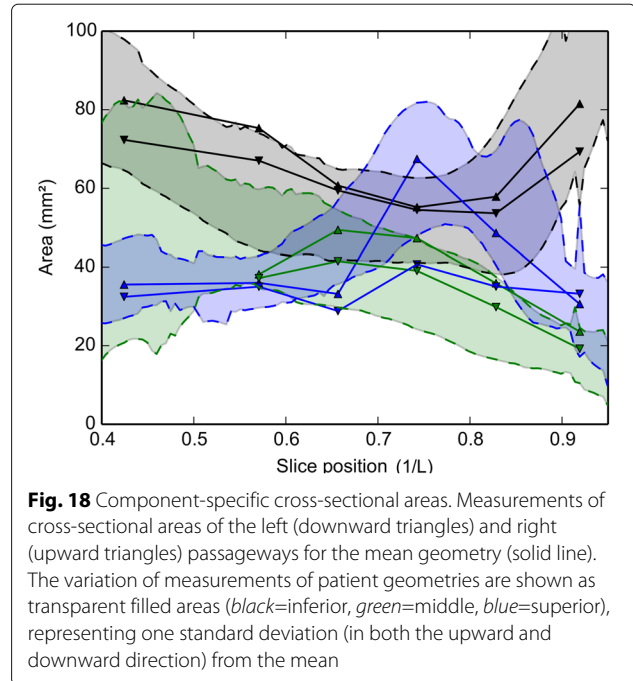 100
80
60
40
20
0
Area (mm²)
0.4 0.5 0.6 0.7 0.8 0.9
Slice position (1/L)
Fig. 18 Component-specific cross-sectional areas. Measurements of
cross-sectional areas of the left (downward triangles) and right
(upward triangles) passageways for the mean geometry (solid line).
The variation of measurements of patient geometries are shown as
transparent filled areas (black=inferior, green=middle, blue=superior),
representing one standard deviation (in both the upward and
downward direction) from the mean